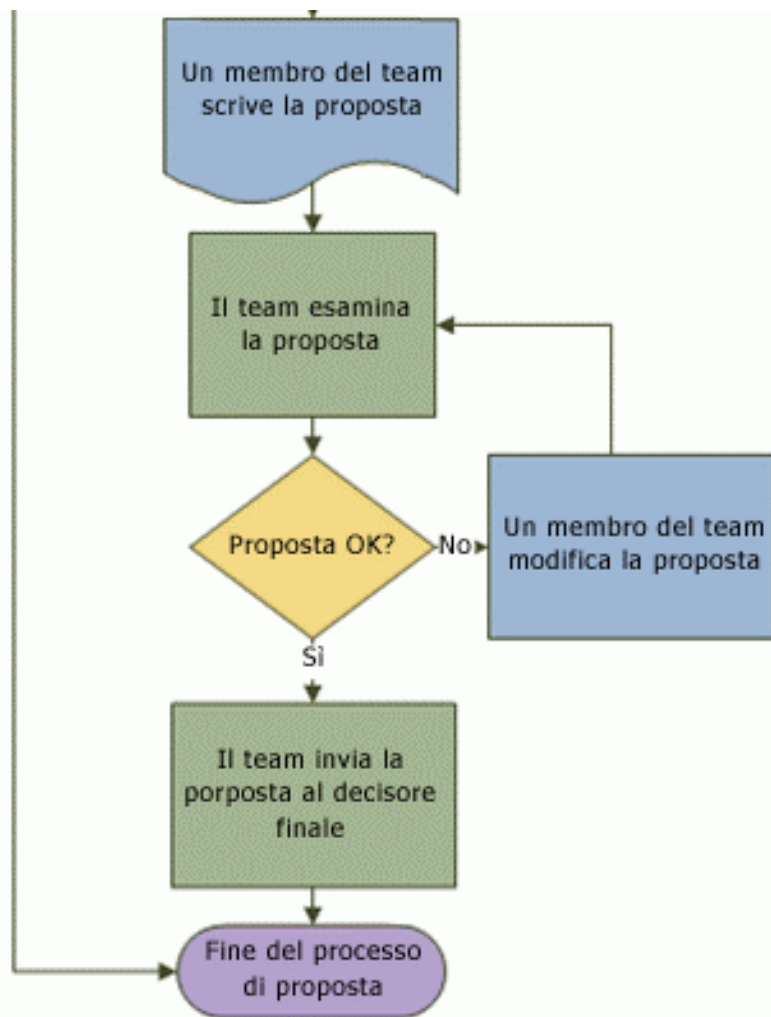 Un membro del team
scrive la proposta
Il team esamina
la proposta
Proposta OK?
No
Un membro del team
modifica la proposta
Sì
Il team invia la
porposta al decisore
finale
Fine del processo
di proposta